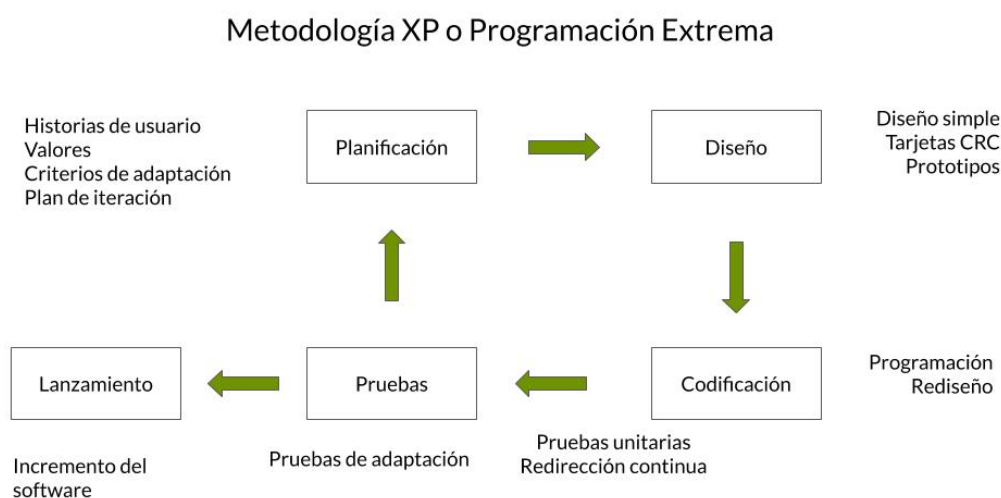 Metodología XP o Programación Extrema
Historias de usuario
Valores
Criterios de adaptación
Plan de iteración
Planificación
Diseño
Diseño simple
Tarjetas CRC
Prototipos
Lanzamiento
Pruebas
Codificación
Programación
Rediseño
Incremento del
software
Pruebas de adaptación
Pruebas unitarias
Redirección continua